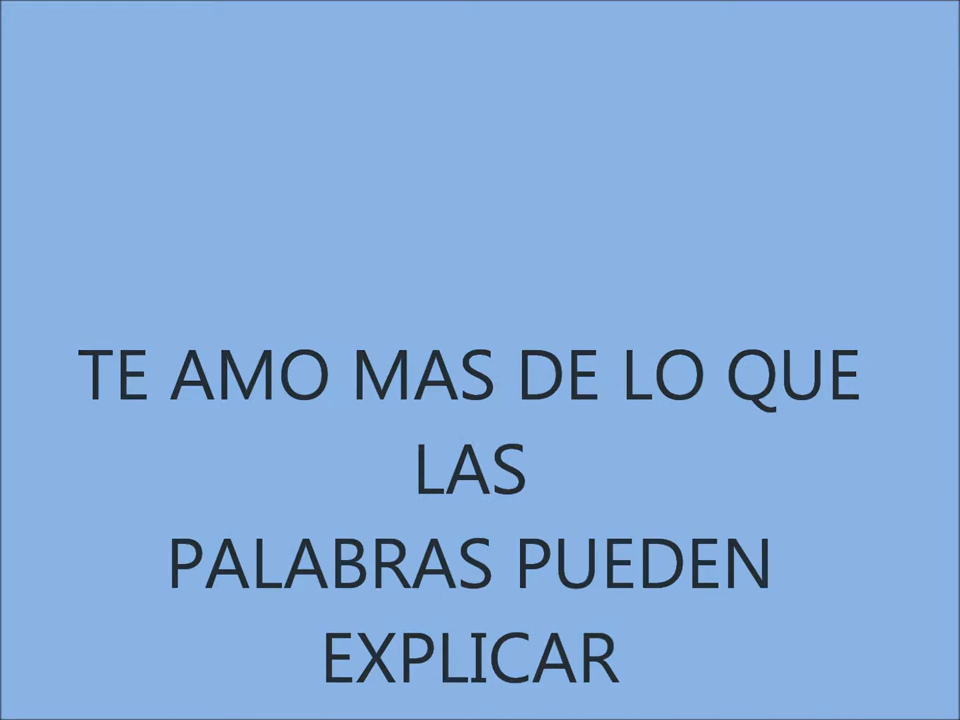 TE AMO MAS DE LO QUE
LAS
PALABRAS PUEDEN
EXPLICAR